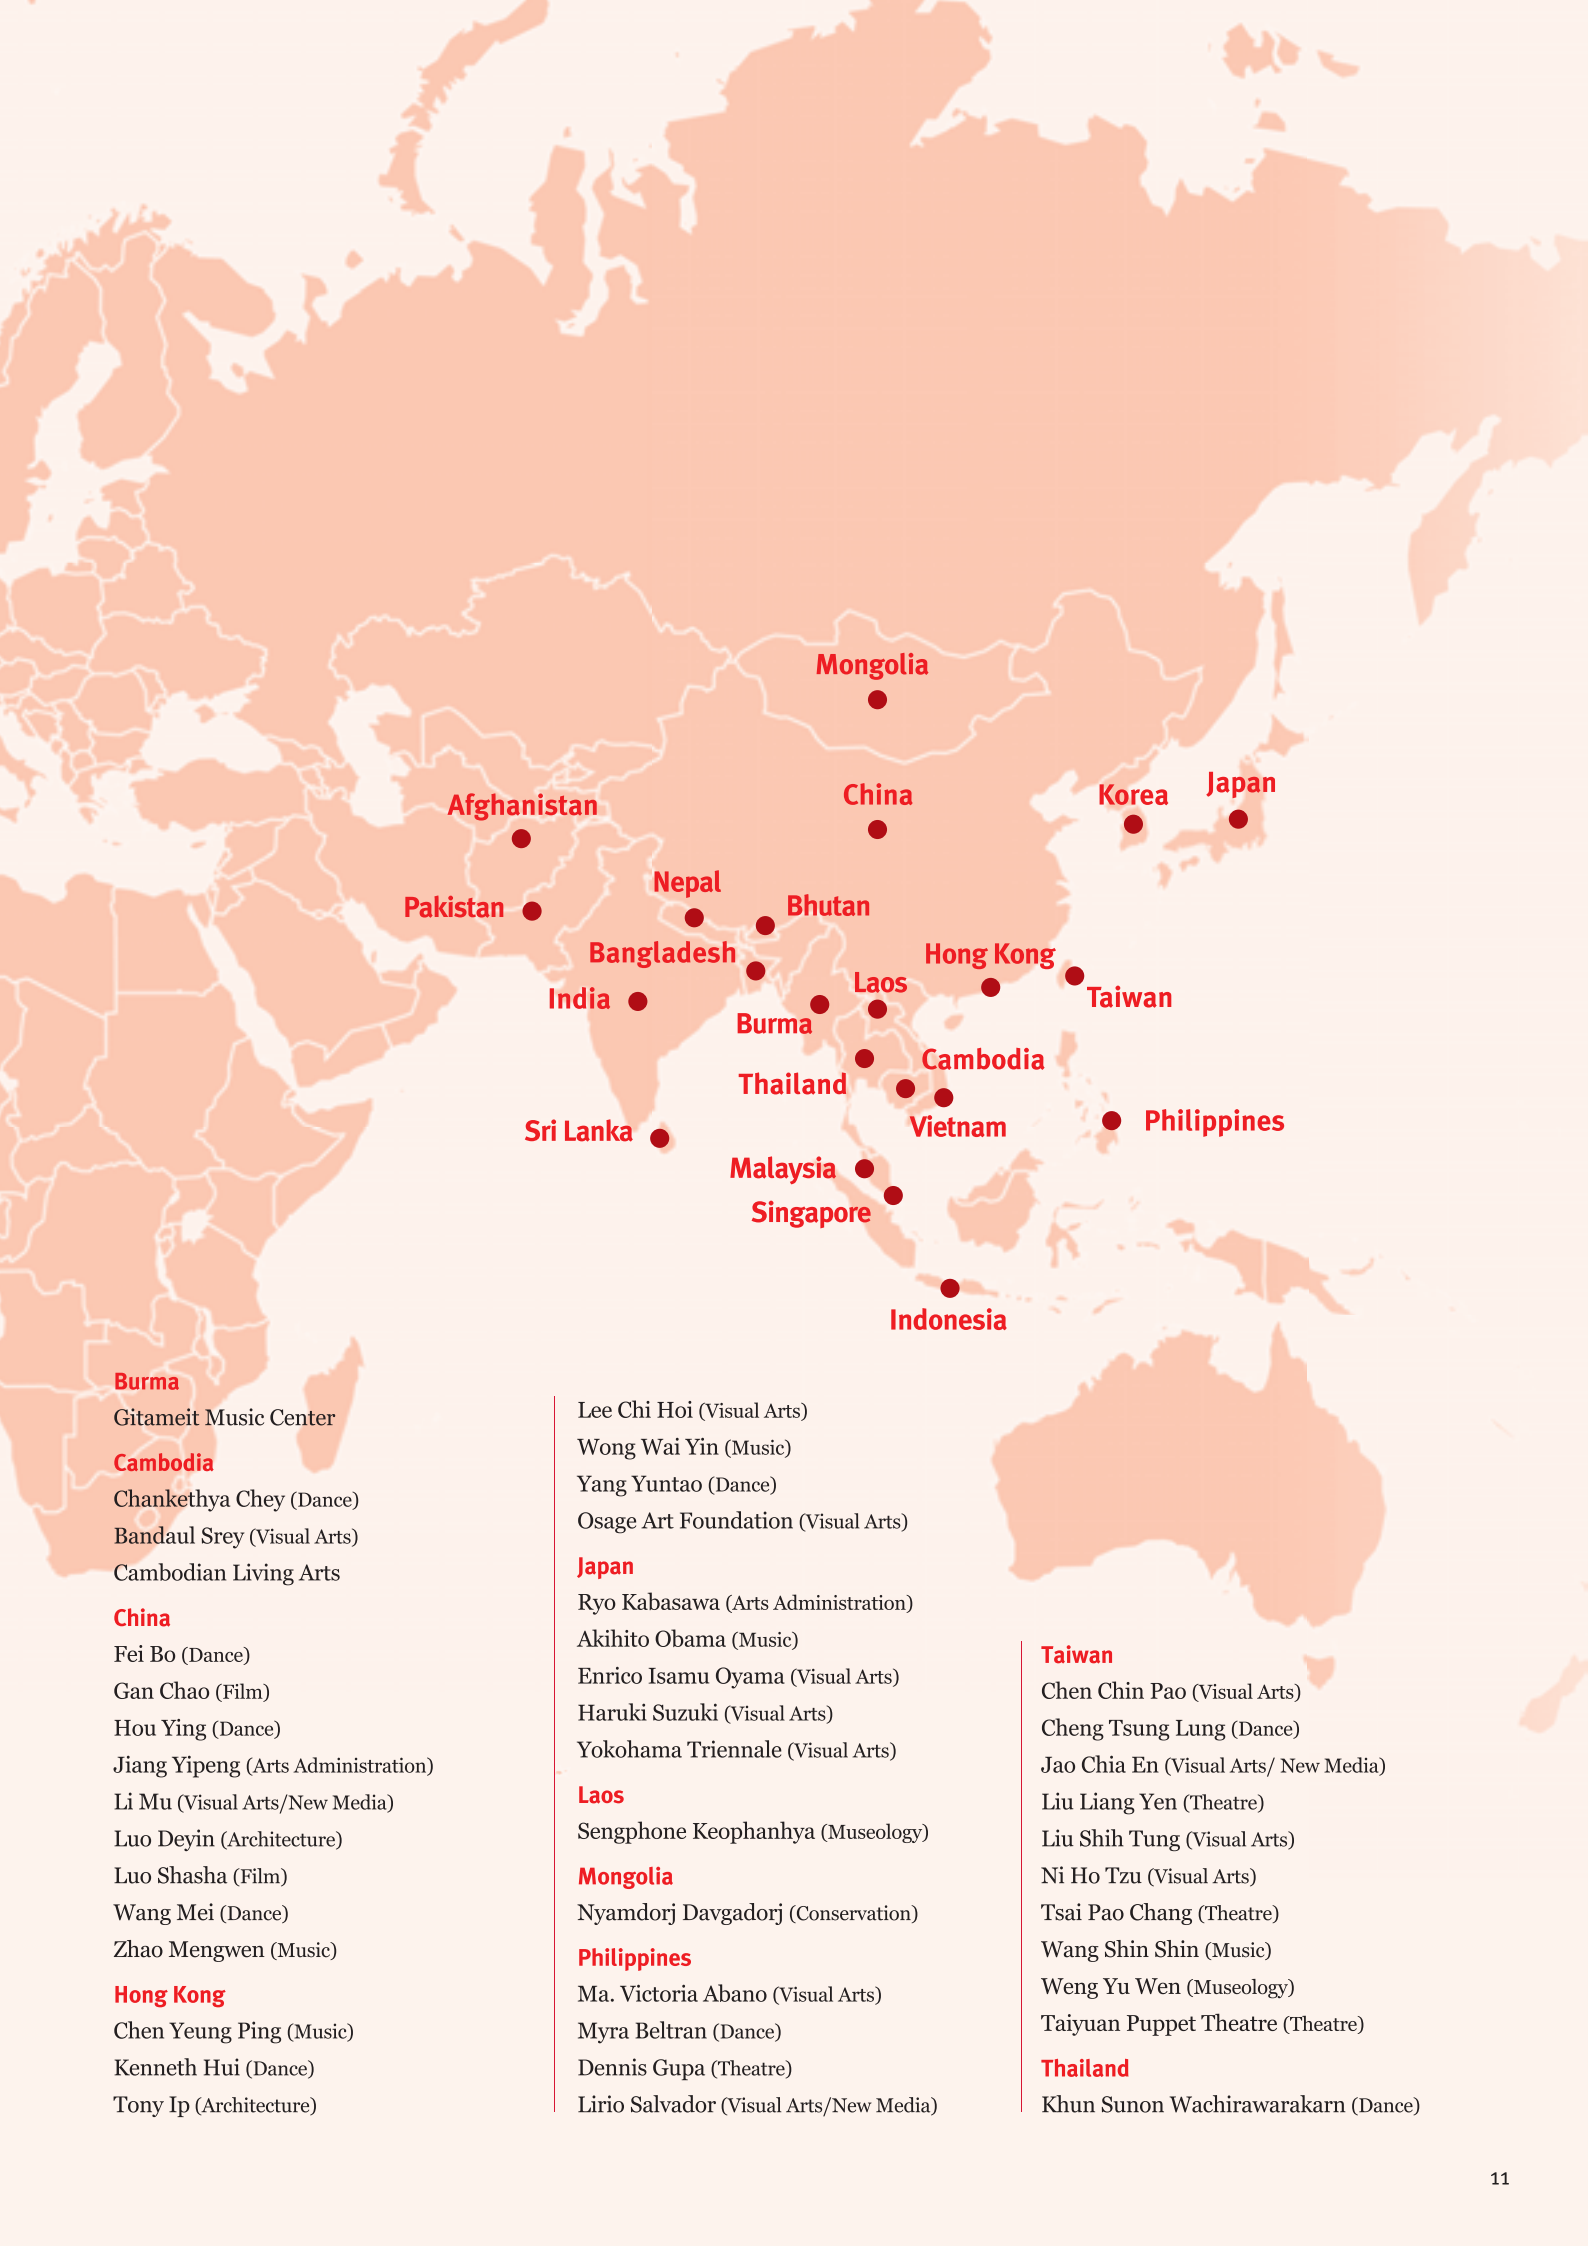 Mongolia
China
Korea
Japan
Afghanistan
Nepal
Pakistan
Bhutan
Bangladesh
Hong Kong
Laos
India
Taiwan
Burma
Cambodia
Thailand
Philippines
Vietnam
Sri Lanka
Malaysia
Singapore
Indonesia
Burma
Gitameit Music Center
Cambodia
Chankethya Chey (Dance)
Bandaul Srey (Visual Arts)
Cambodian Living Arts
China
Fei Bo (Dance)
Gan Chao (Film)
Hou Ying (Dance)
Jiang Yipeng (Arts Administration)
Li Mu (Visual Arts/New Media)
Luo Deyin (Architecture)
Luo Shasha (Film)
Wang Mei (Dance)
Zhao Mengwen (Music)
Hong Kong
Chen Yeung Ping (Music)
Kenneth Hui (Dance)
Tony Ip (Architecture)
Lee Chi Hoi (Visual Arts)
Wong Wai Yin (Music)
Yang Yuntao (Dance)
Osage Art Foundation (Visual Arts)
Japan
Ryo Kabasawa (Arts Administration)
Akihito Obama (Music)
Enrico Isamu Oyama (Visual Arts)
Haruki Suzuki (Visual Arts)
Yokohama Triennale (Visual Arts)
Laos
Sengphone Keophanhya (Museology)
Mongolia
Nyamdorj Davgadorj (Conservation)
Philippines
Ma. Victoria Abano (Visual Arts)
Myra Beltran (Dance)
Dennis Gupa (Theatre)
Lirio Salvador (Visual Arts/New Media)
Taiwan
Chen Chin Pao (Visual Arts)
Cheng Tsung Lung (Dance)
Jao Chia En (Visual Arts/ New Media)
Liu Liang Yen (Theatre)
Liu Shih Tung (Visual Arts)
Ni Ho Tzu (Visual Arts)
Tsai Pao Chang (Theatre)
Wang Shin Shin (Music)
Weng Yu Wen (Museology)
Taiyuan Puppet Theatre (Theatre)
Thailand
Khun Sunon Wachirawarakarn (Dance)
11